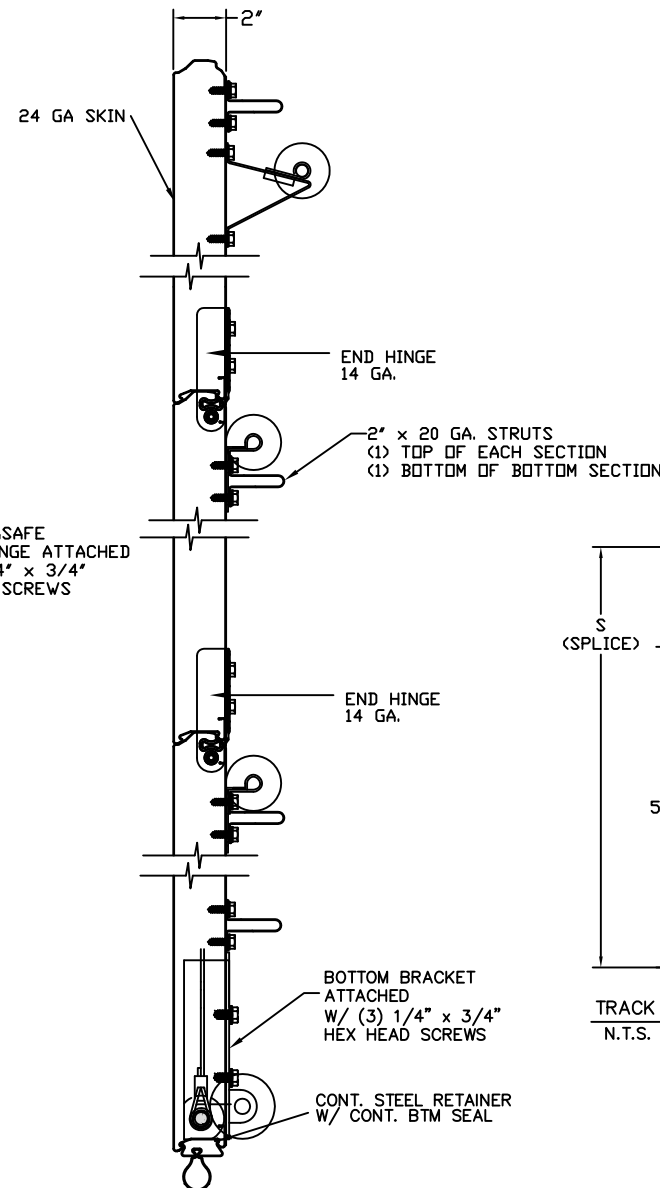 2"
24 GA SKIN
END HINGE
14 GA.
2" x 20 GA. STRUTS
(1) TOP OF EACH SECTION
(1) BOTTOM OF BOTTOM SECTION
SAFE
NGE ATTACHED
4" x 3/4"
SCREWS
S
(SPLICE)
END HINGE
14 GA.
5
BOTTOM BRACKET
ATTACHED
W/ (3) 1/4" x 3/4"
HEX HEAD SCREWS
TRACK
N.T.S.
CONT. STEEL RETAINER
W/ CONT. BTM SEAL